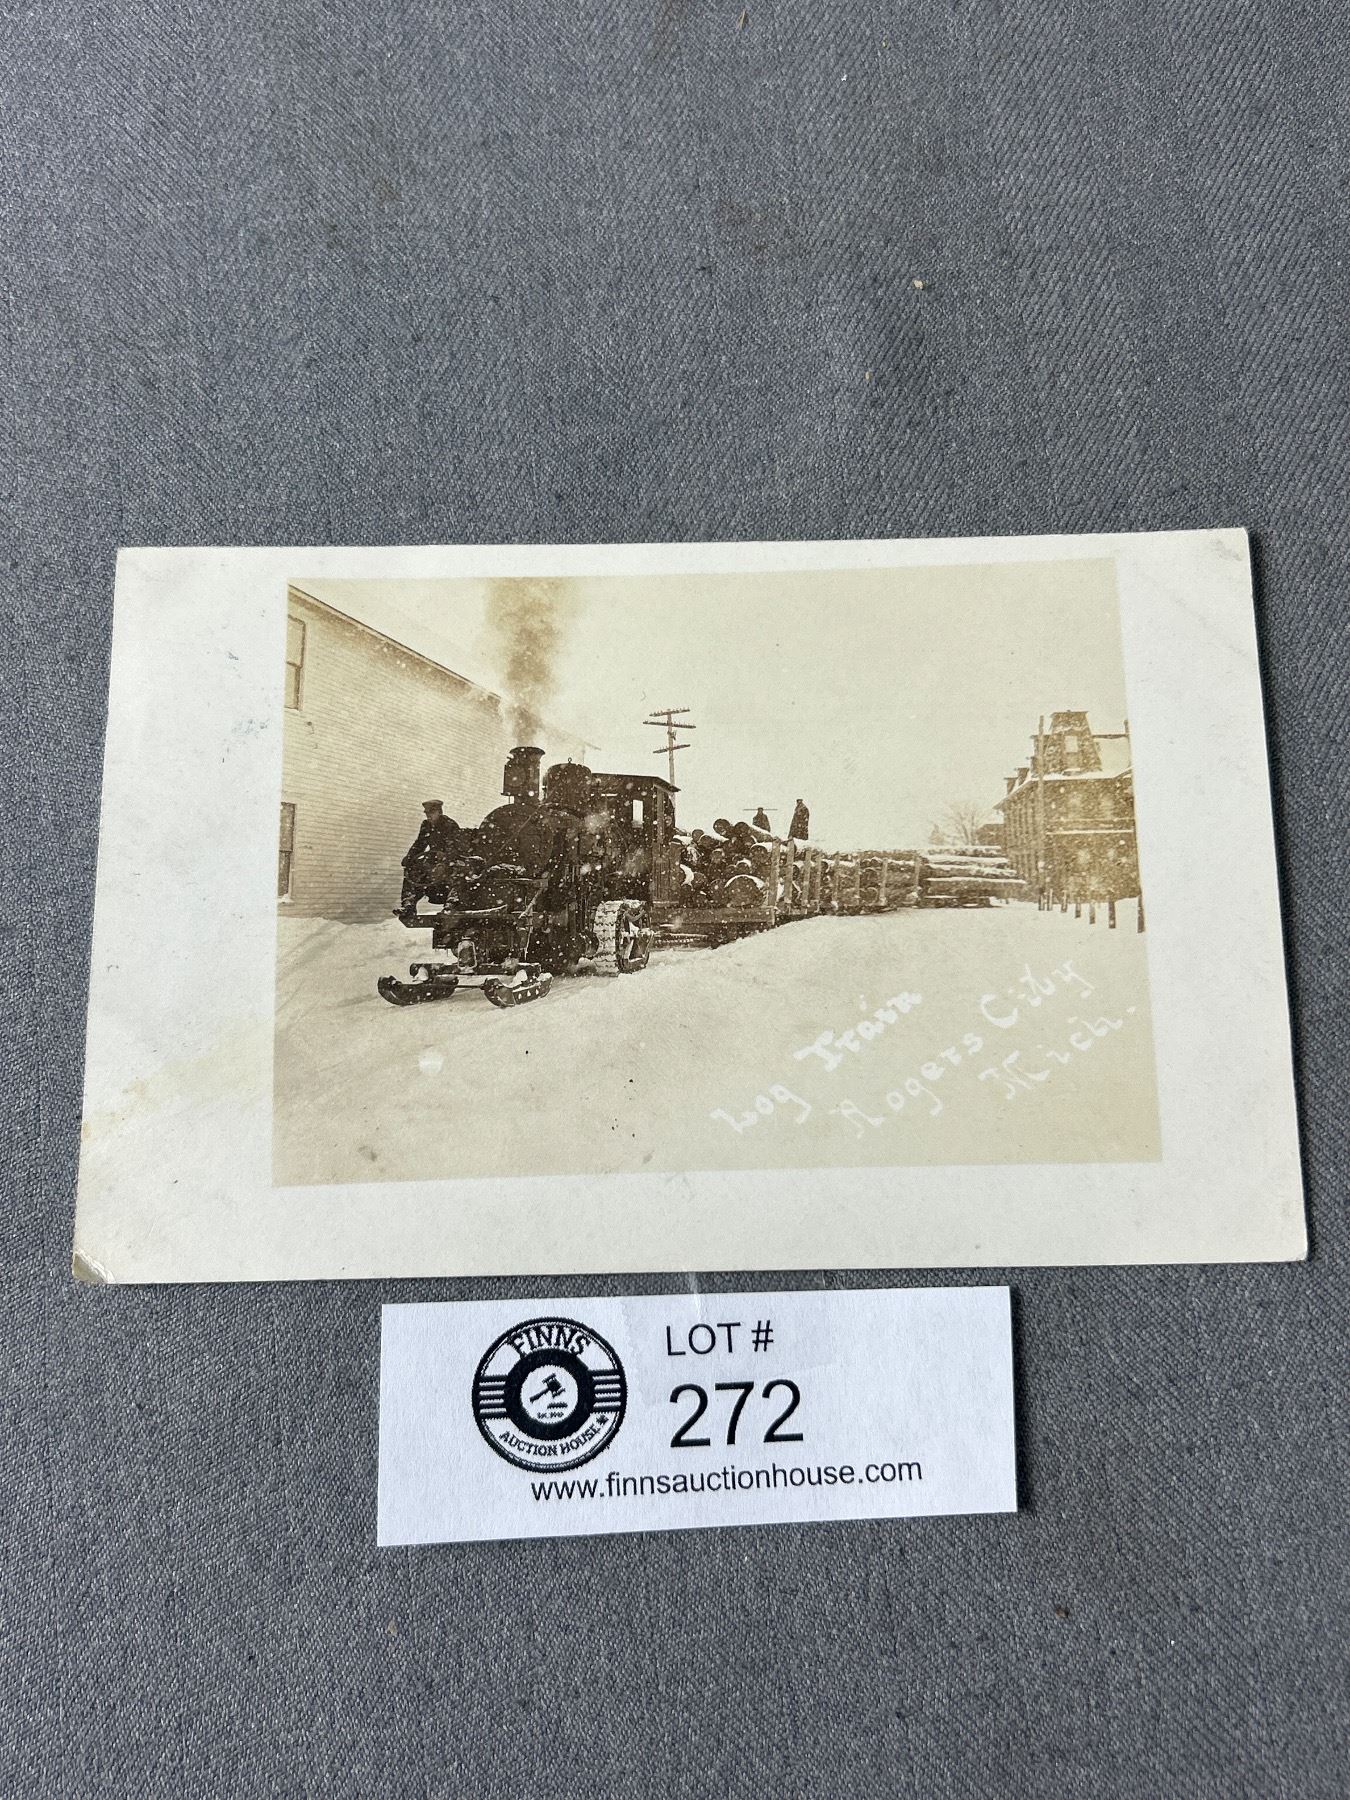 Log Train
Rogers City
Mich.
FINNS
AUCTION HOUSE
LOT #
272
www.finnsauctionhouse.com